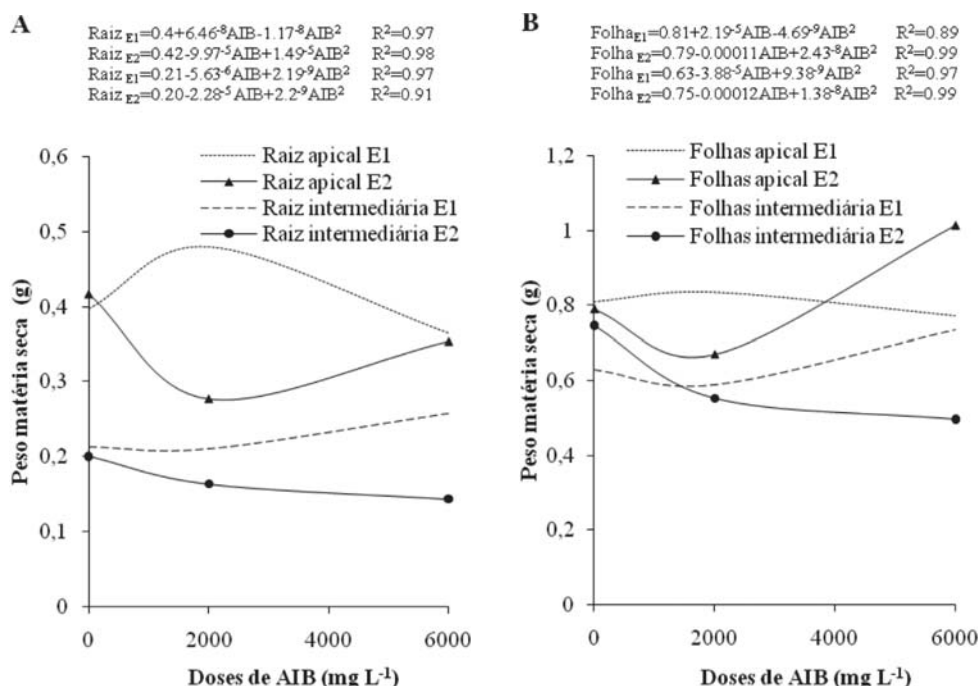 A
Raiz E1=0.4+6.46-8AIB-1.17-8AIB2 R2=0.97
Raiz E2=0.42-9.97-5AIB+1.49-5AIB2 R2=0.98
Raiz E1=0.21-5.63-6AIB+2.19-9AIB2 R2=0.97
Raiz E2=0.20-2.28-5AIB+2.2-9AIB2 R2=0.91
0,6
0,5
0,4
0,3
0,2
0,1
0
Peso matéria seca (g)
Raiz apical E1
Raiz apical E2
Raiz intermediária E1
Raiz intermediária E2
0 2000 4000 6000
Doses de AIB (mg L-1)
B
FolhaE1=0.81+2.19-5AIB-4.69-9AIB2 R2=0.89
Folha E2=0.79-0.00011AIB+2.43-8AIB2 R2=0.99
Folha E1=0.63-3.88-5AIB+9.38-9AIB2 R2=0.97
Folha E2=0.75-0.00012AIB+1.38-8AIB2 R2=0.99
1,2
1
0,8
0,6
0,4
0,2
0
Peso matéria seca (g)
Folhas apical E1
Folhas apical E2
Folhas intermediária E1
Folhas intermediária E2
0 2000 4000 6000
Doses de AIB (mg L-1)